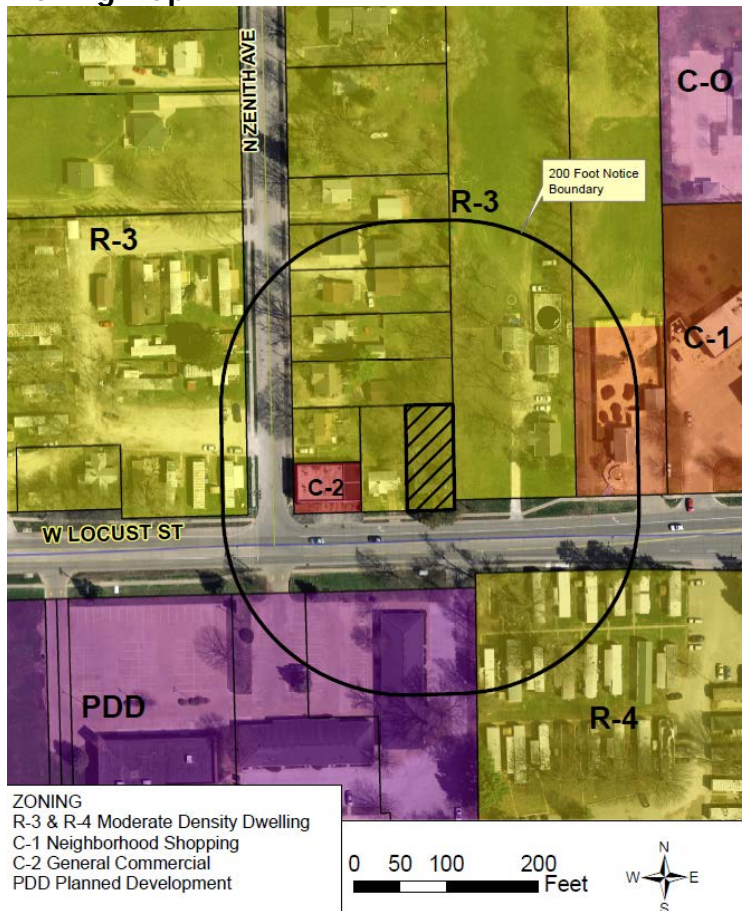 N ZENITH AVE
C-O
200 Foot Notice
Boundary
R-3
R-3
C-1
C-2
W LOCUST ST
PDD
R-4
ZONING
R-3 & R-4 Moderate Density Dwelling
C-1 Neighborhood Shopping
C-2 General Commercial
PDD Planned Development
0 50 100 200
Feet
N
W E
S